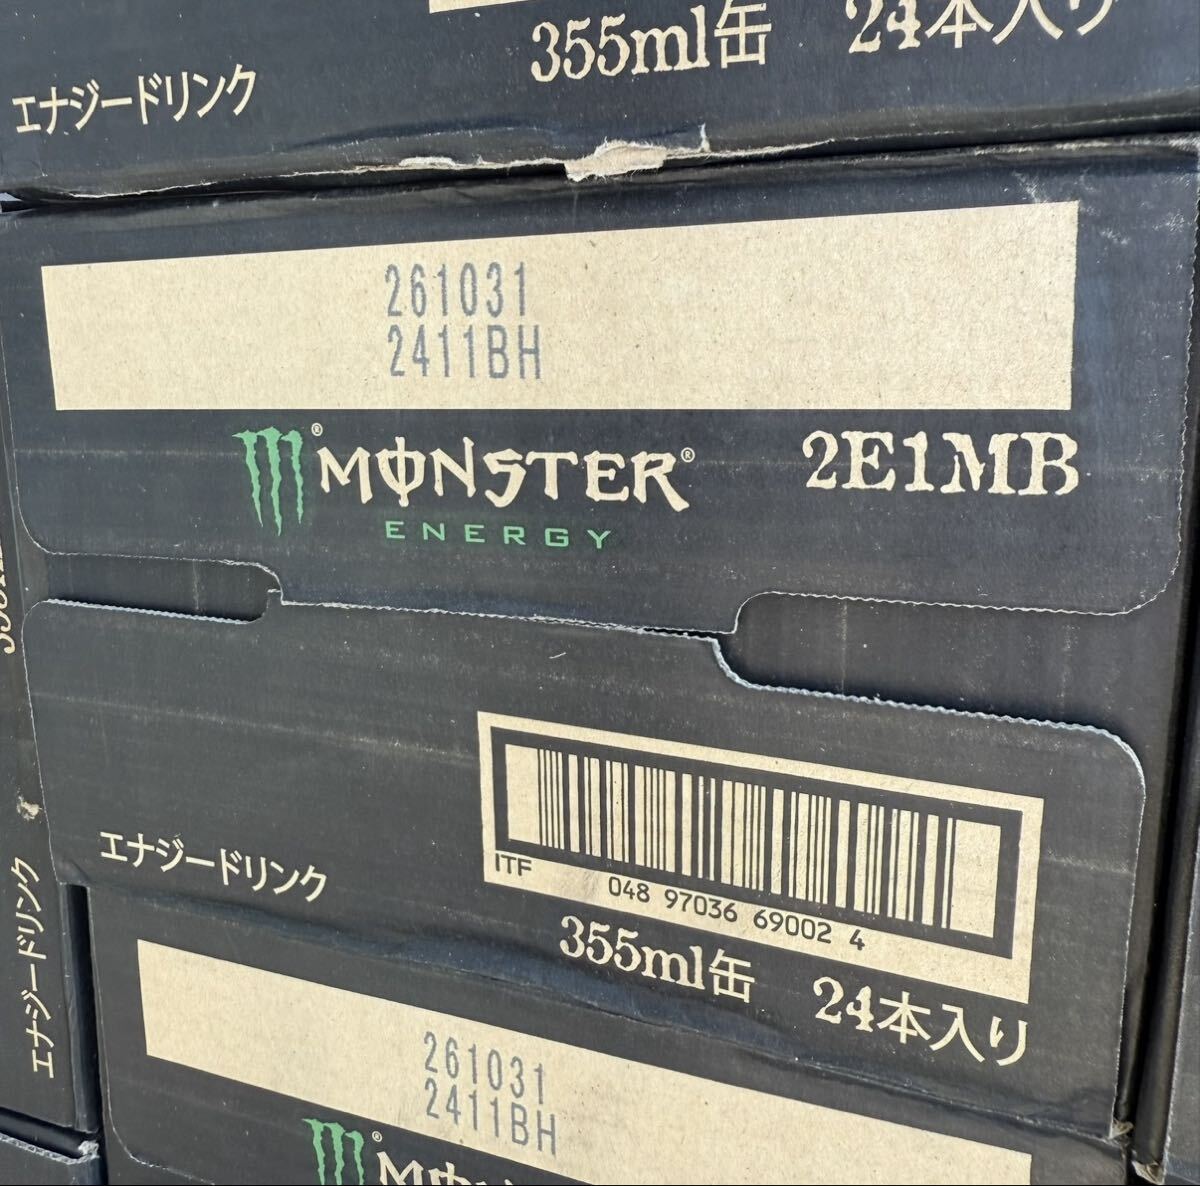 355ml缶 24本入り
エナジードリンク
261031
2411BH
MONSTER
ENERGY
2E1MB
ITF
048 97036 69002 4
エナジードリンク
355ml缶 24本入り
エナジードリンク
261031
2411BH
MONSTER